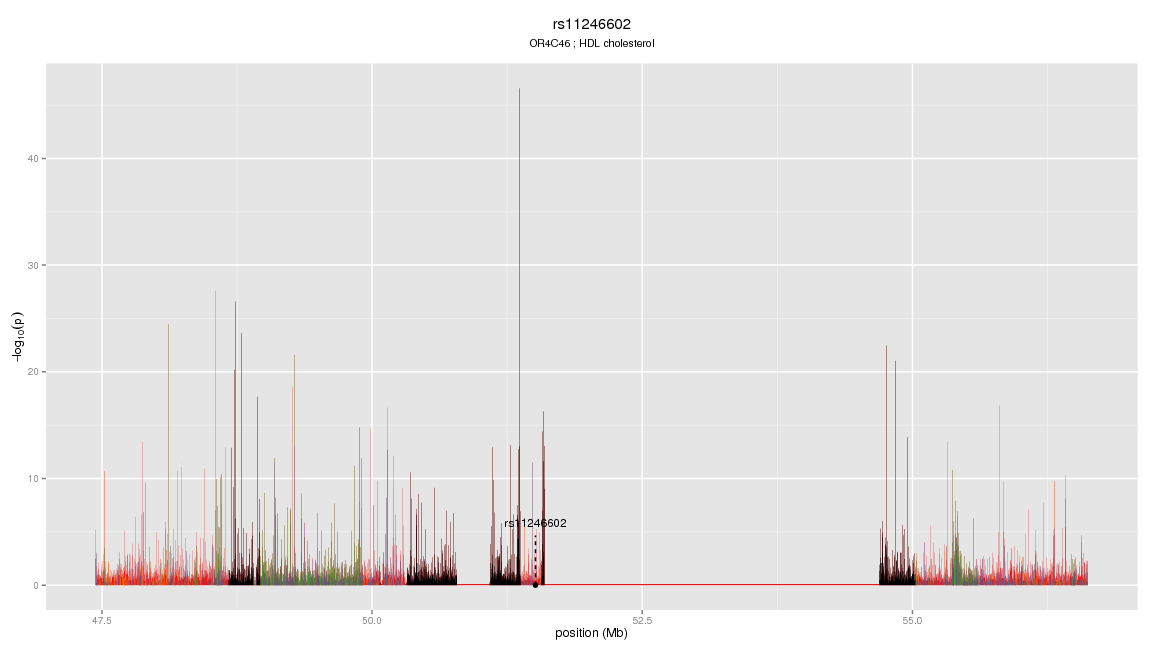 rs11246602
OR4C46 ; HDL cholesterol
−log10(p)
40
30
20
10
0
rs11246602
47.5
50.0
52.5
55.0
position (Mb)